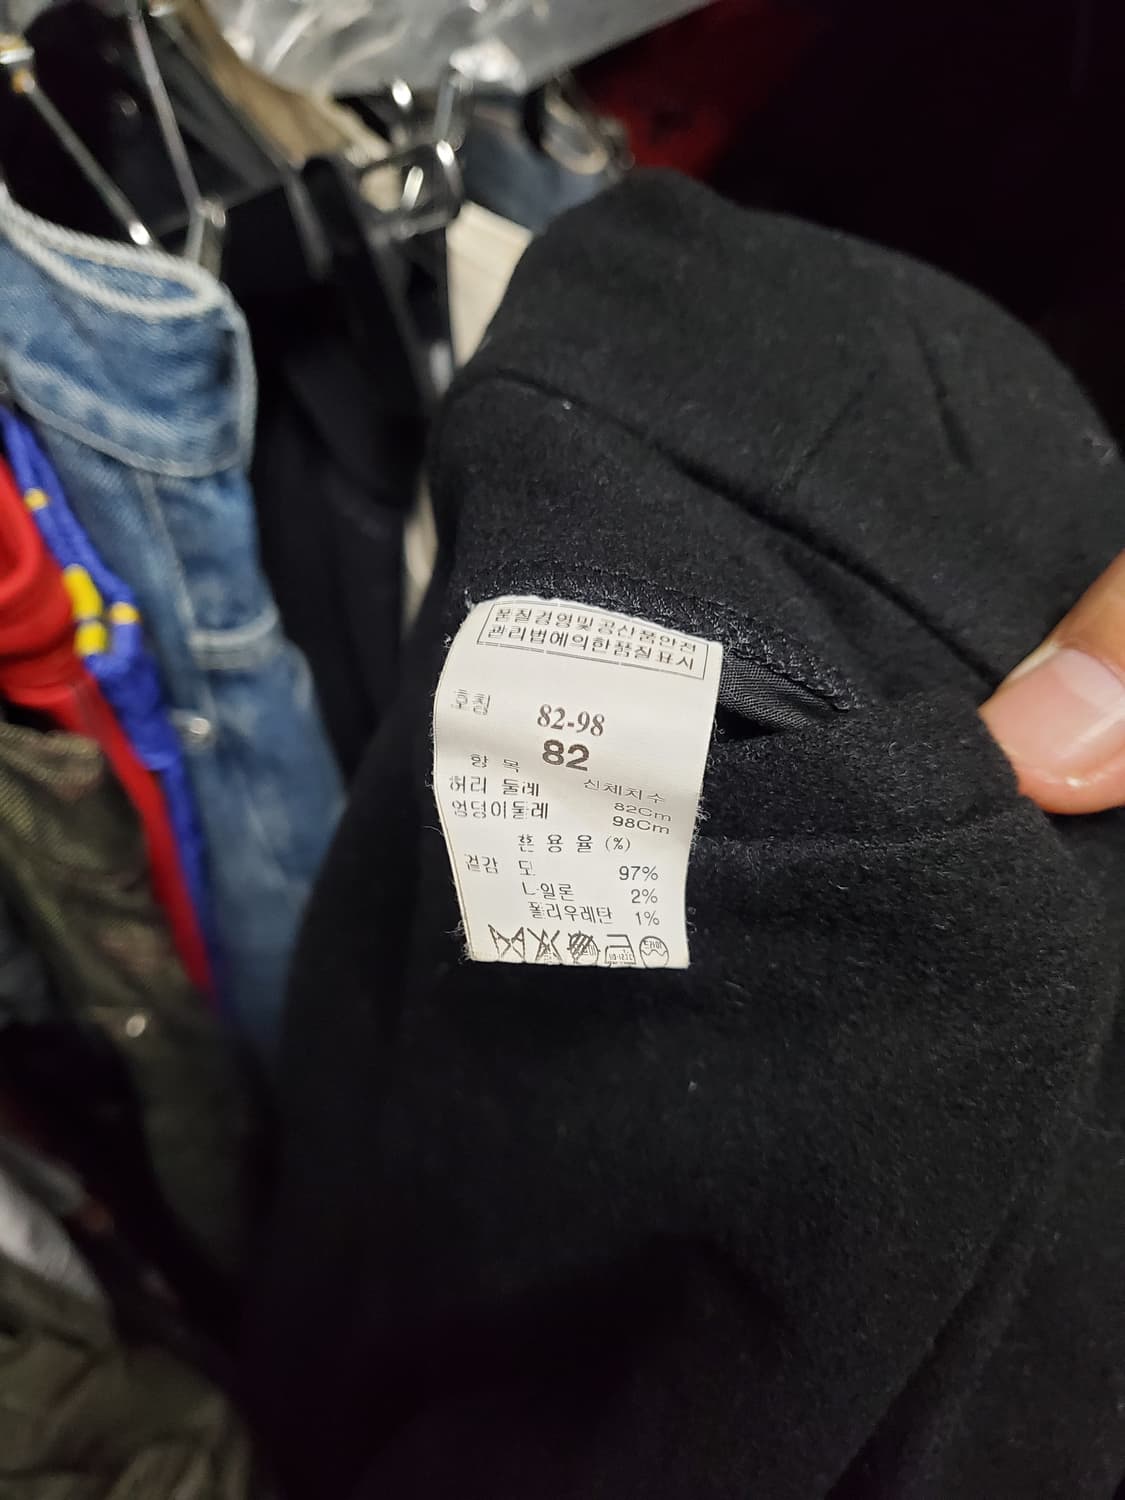 품질경영및공산품안전
관리법에의한품질표시
호칭 82-98
82
항 목 신체치수
허리 둘레 82Cm
엉덩이둘레 98Cm
혼 용 율 (%)
겉감 모 97%
나일론 2%
폴리우레탄 1%